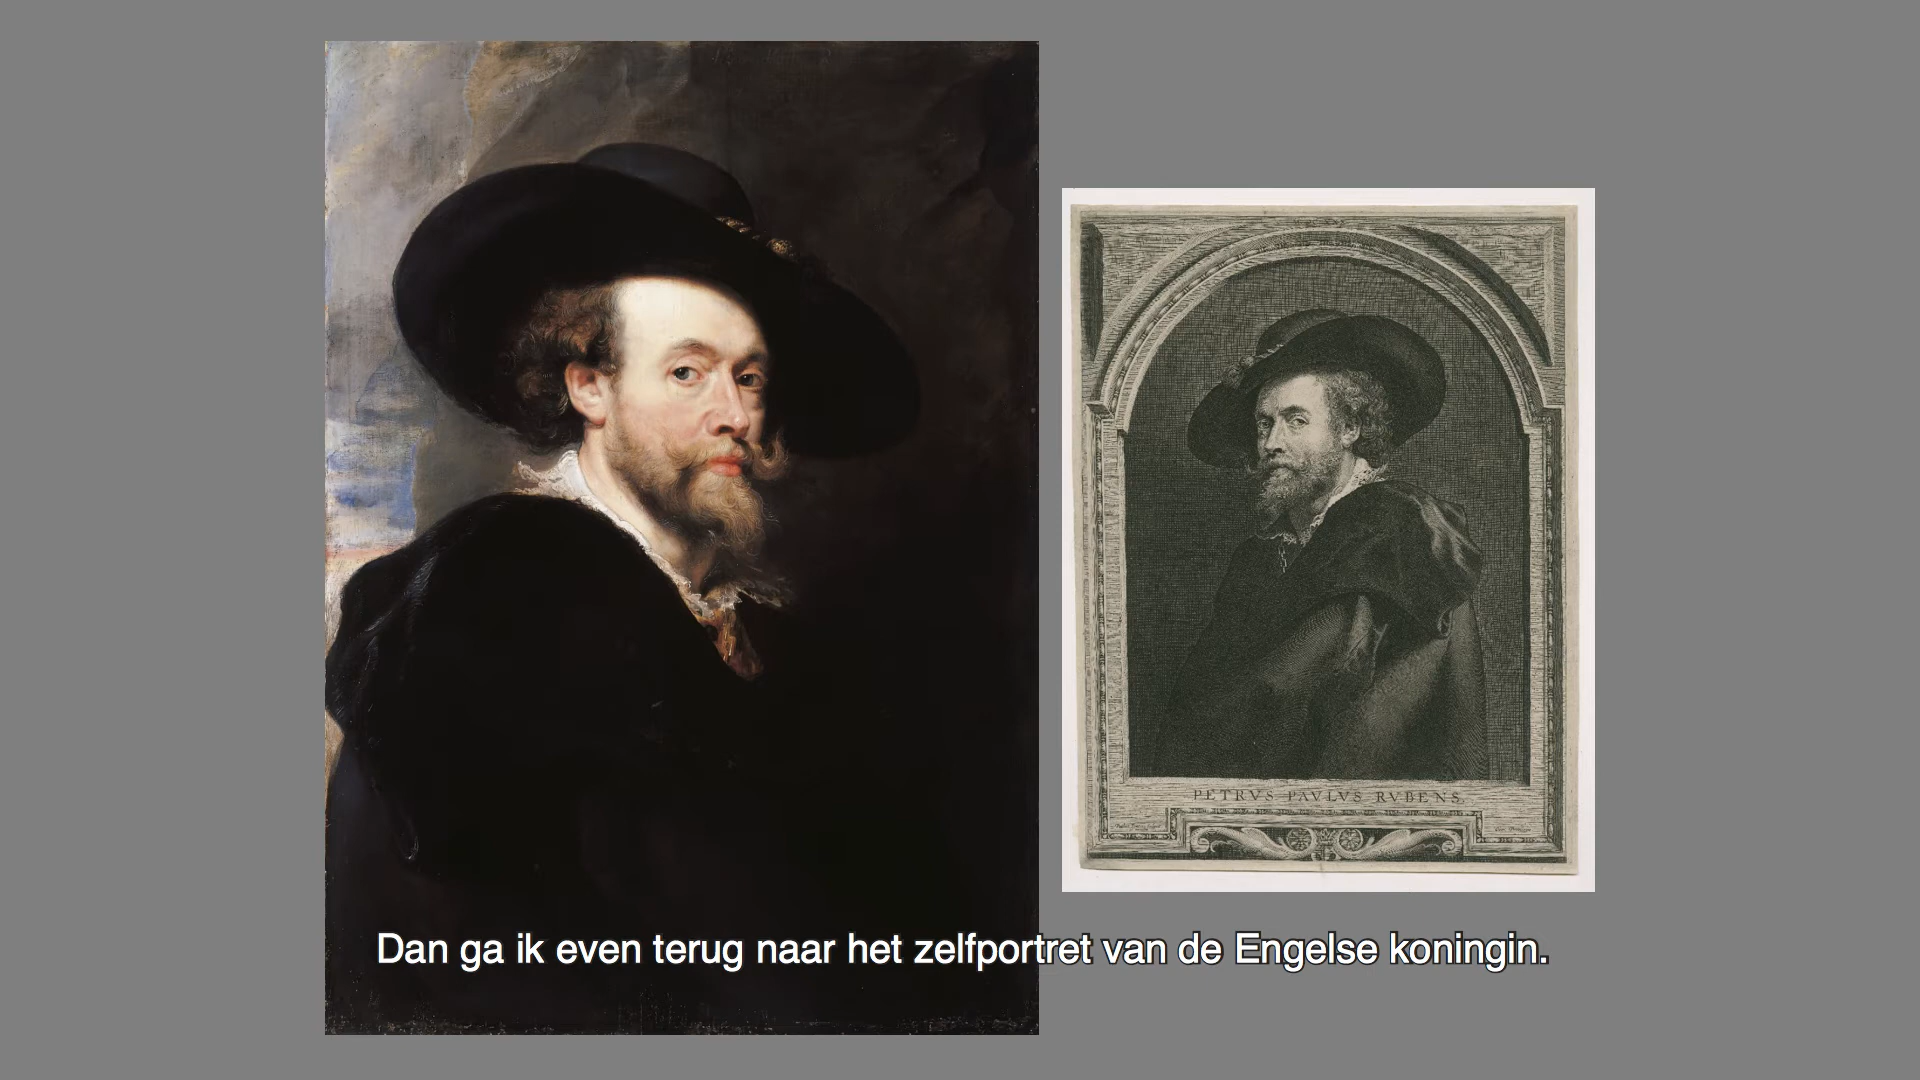 PETRVS PAVLVS RVBENS
Dan ga ik even terug naar het zelfportret van de Engelse koningin.